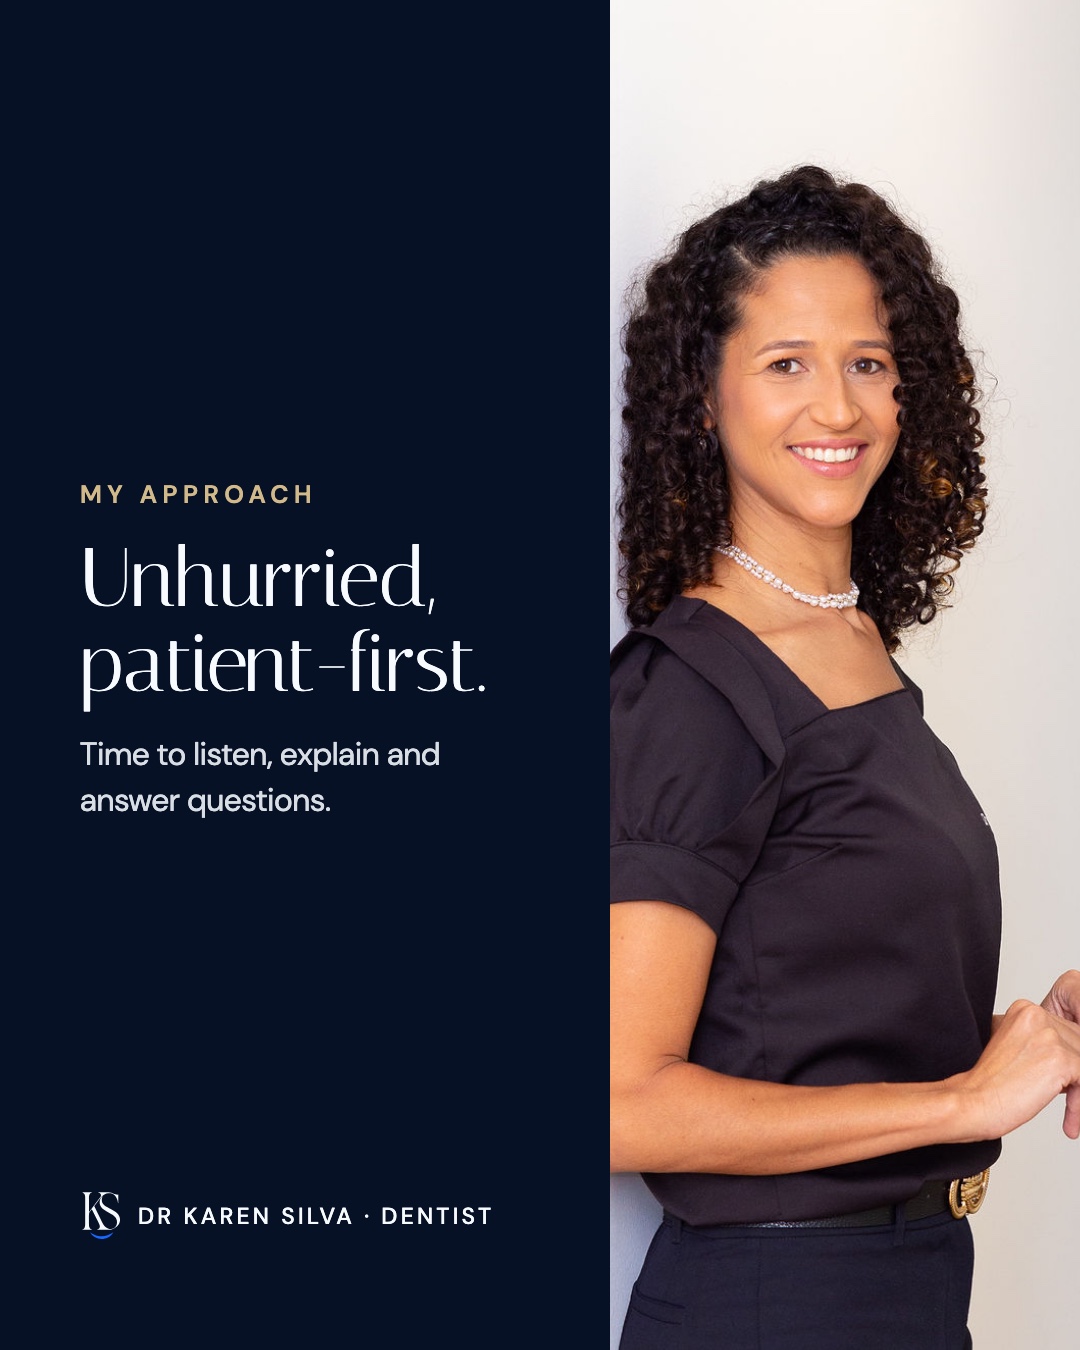 MY APPROACH
Unhurried,
patient-first.
Time to listen, explain and
answer questions.
KS DR KAREN SILVA · DENTIST